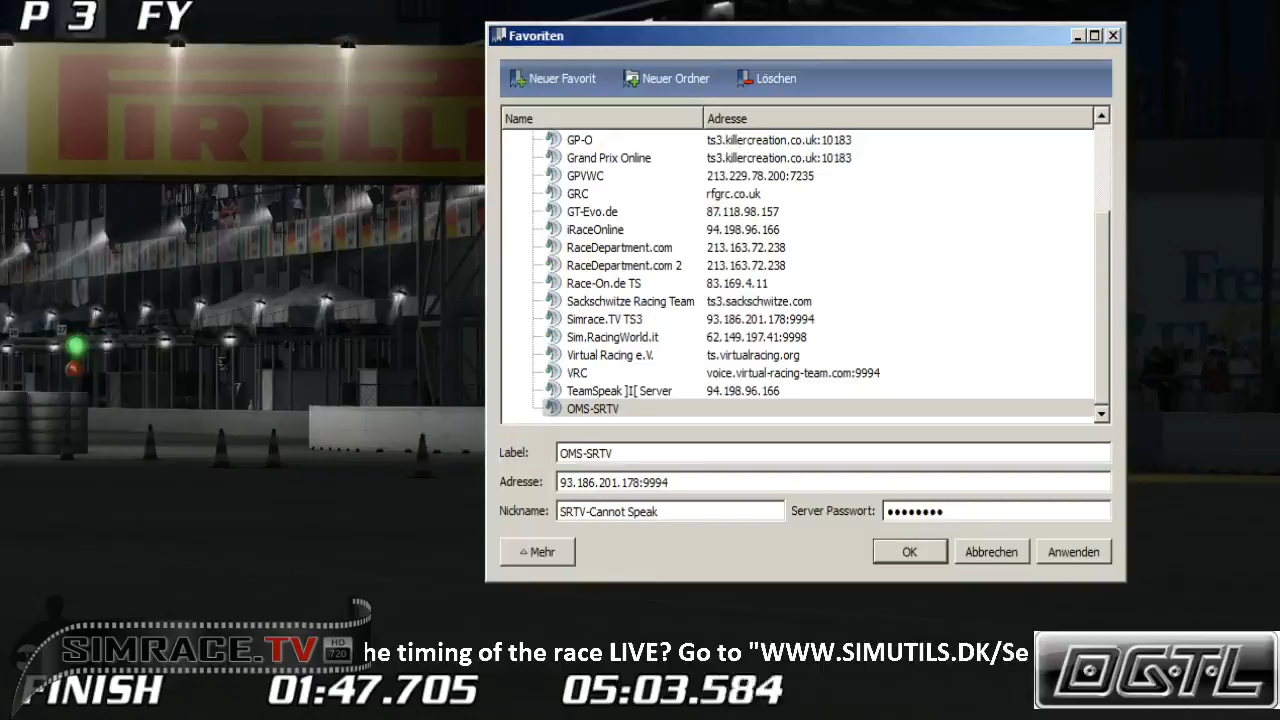 P 3 FY
PIRELL
Favoriten
Neuer Favorit Neuer Ordner Löschen
Name Adresse
GP-O ts3.killercreation.co.uk:10183
Grand Prix Online ts3.killercreation.co.uk:10183
GPVWC 213.229.78.200:7235
GRC rfgrc.co.uk
GT-Evo.de 87.118.98.157
iRaceOnline 94.198.96.166
RaceDepartment.com 213.163.72.238
RaceDepartment.com 2 213.163.72.238
Race-On.de TS 83.169.4.11
Sackschwitze Racing Team ts3.sackschwitze.com
Simrace.TV TS3 93.186.201.178:9994
Sim.RacingWorld.it 62.149.197.41:9998
Virtual Racing e.V. ts.virtualracing.org
VRC voice.virtual-racing-team.com:9994
TeamSpeak ]I[ Server 94.198.96.166
OMS-SRTV
Label: OMS-SRTV
Adresse: 93.186.201.178:9994
Nickname: SRTV-Cannot Speak Server Passwort: ••••••••
Mehr OK Abbrechen Anwenden
SIMRACE.TV HD 720
he timing of the race LIVE? Go to "WWW.SIMUTILS.DK/Se
DGTL
FINISH 01:47.705 05:03.584